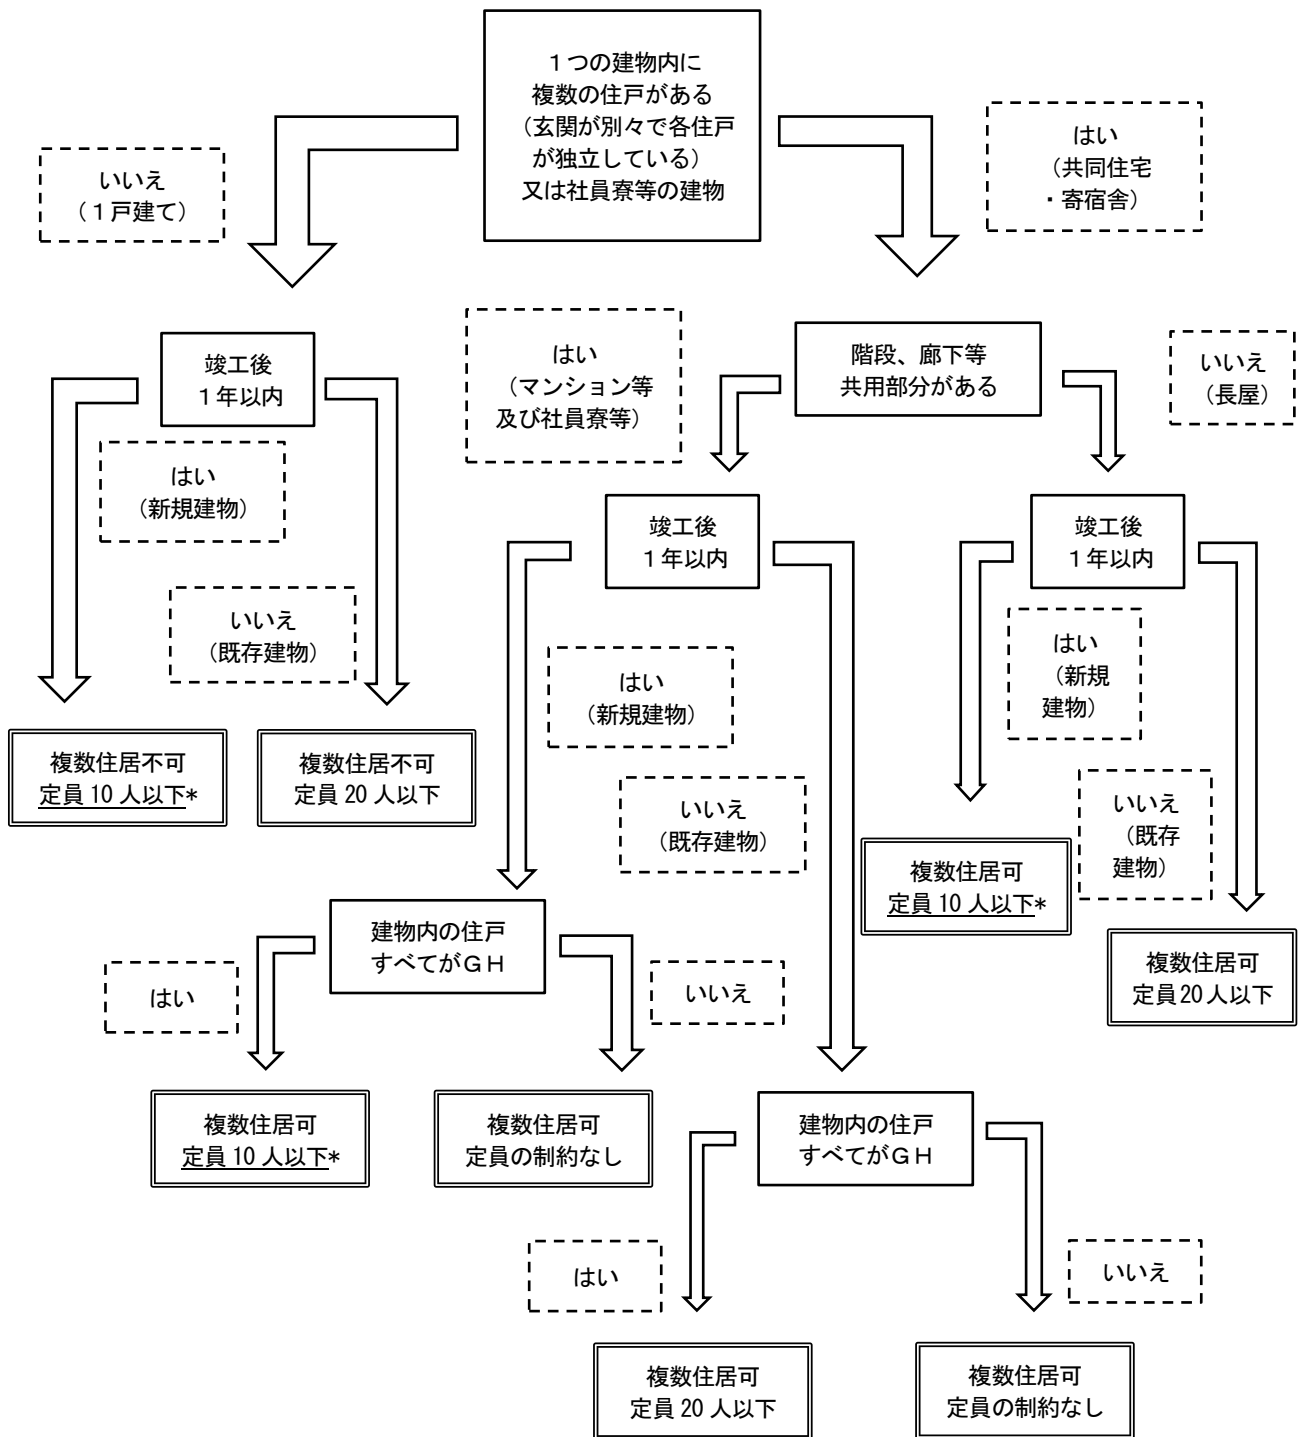 １つの建物内に
複数の住戸がある
（玄関が別々で各住戸
が独立している）
又は社員寮等の建物
いいえ
（１戸建て）
はい
（共同住宅
・寄宿舎）
竣工後
１年以内
はい
（マンション等
及び社員寮等）
階段、廊下等
共用部分がある
いいえ
（長屋）
はい
（新規建物）
いいえ
（既存建物）
竣工後
１年以内
竣工後
１年以内
はい
（新規建物）
いいえ
（既存建物）
はい
（新規
建物）
いいえ
（既存
建物）
複数住居不可
定員 10 人以下*
複数住居不可
定員 20 人以下
複数住居可
定員 10 人以下*
複数住居可
定員 20 人以下
建物内の住戸
すべてがＧＨ
はい
いいえ
複数住居可
定員 10 人以下*
複数住居可
定員の制約なし
建物内の住戸
すべてがＧＨ
はい
いいえ
複数住居可
定員 20 人以下
複数住居可
定員の制約なし